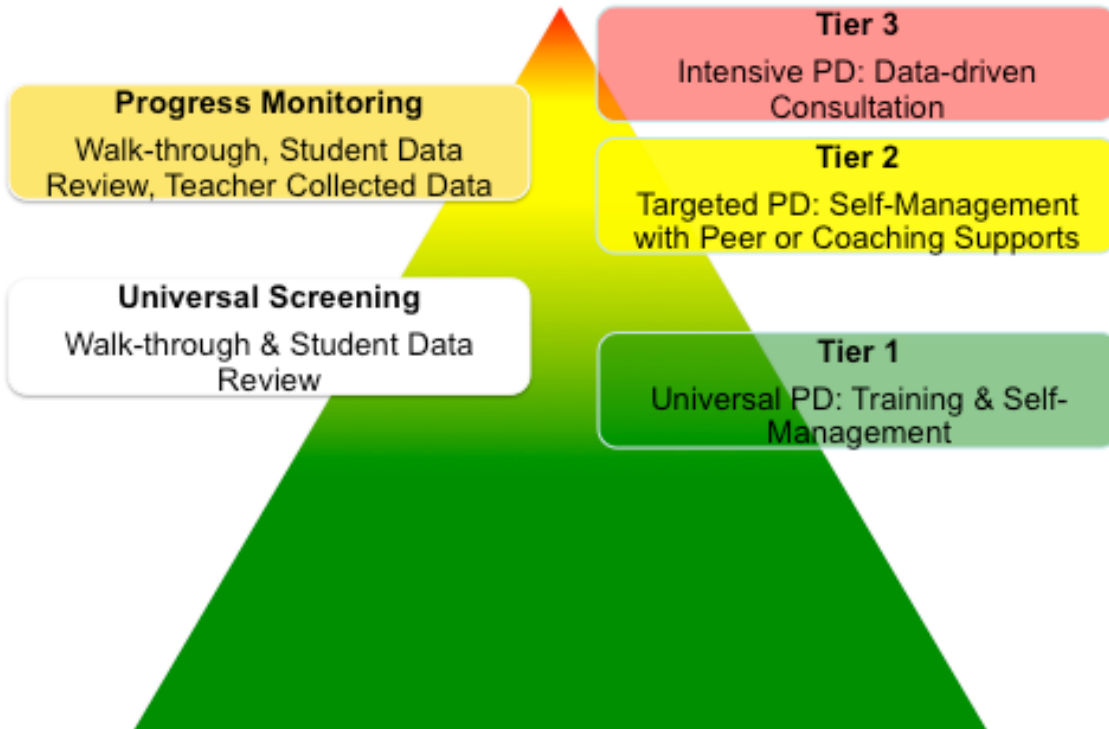 Progress Monitoring
Walk-through, Student Data
Review, Teacher Collected Data
Universal Screening
Walk-through & Student Data
Review
Tier 3
Intensive PD: Data-driven
Consultation
Tier 2
Targeted PD: Self-Management
with Peer or Coaching Supports
Tier 1
Universal PD: Training & Self-
Management